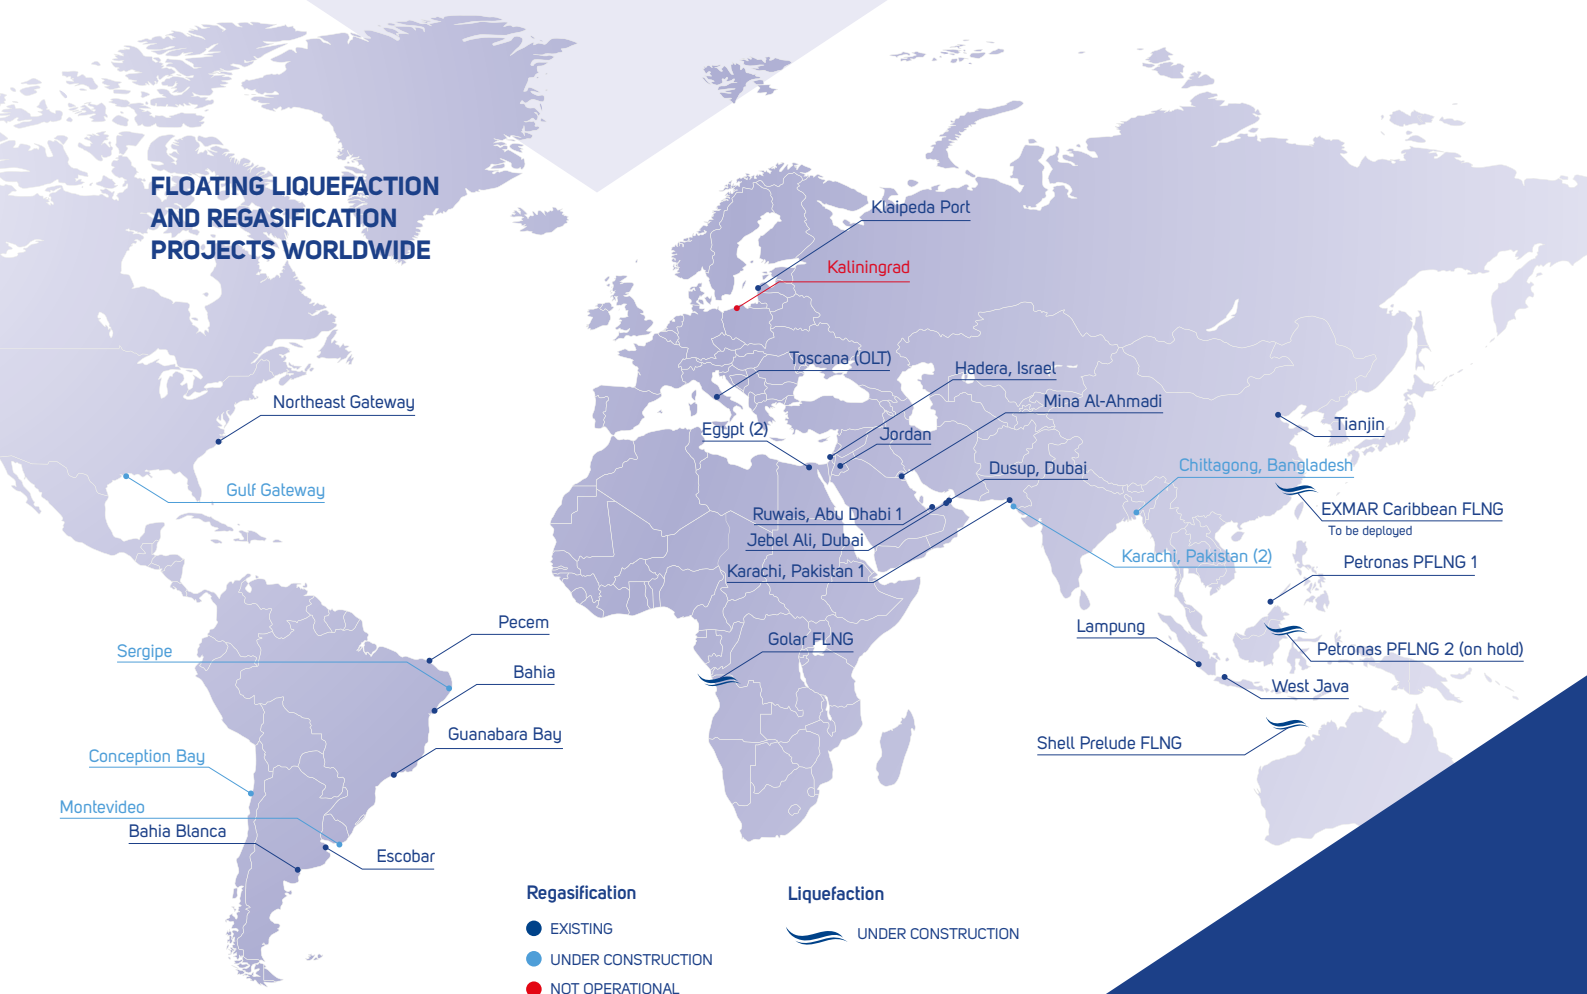 FLOATING LIQUEFACTION
AND REGASIFICATION
PROJECTS WORLDWIDE
Klaipeda Port
Kaliningrad
Toscana (OLT)
Hadera, Israel
Northeast Gateway
Mina Al-Ahmadi
Egypt (2)
Jordan
Tianjin
Dusup, Dubai
Chittagong, Bangladesh
Gulf Gateway
Ruwais, Abu Dhabi 1
EXMAR Caribbean FLNG
To be deployed
Jebel Ali, Dubai
Karachi, Pakistan (2)
Petronas PFLNG 1
Karachi, Pakistan 1
Pecem
Lampung
Golar FLNG
Sergipe
Petronas PFLNG 2 (on hold)
Bahia
West Java
Guanabara Bay
Shell Prelude FLNG
Conception Bay
Montevideo
Bahia Blanca
Escobar
Regasification
EXISTING
UNDER CONSTRUCTION
NOT OPERATIONAL
Liquefaction
UNDER CONSTRUCTION